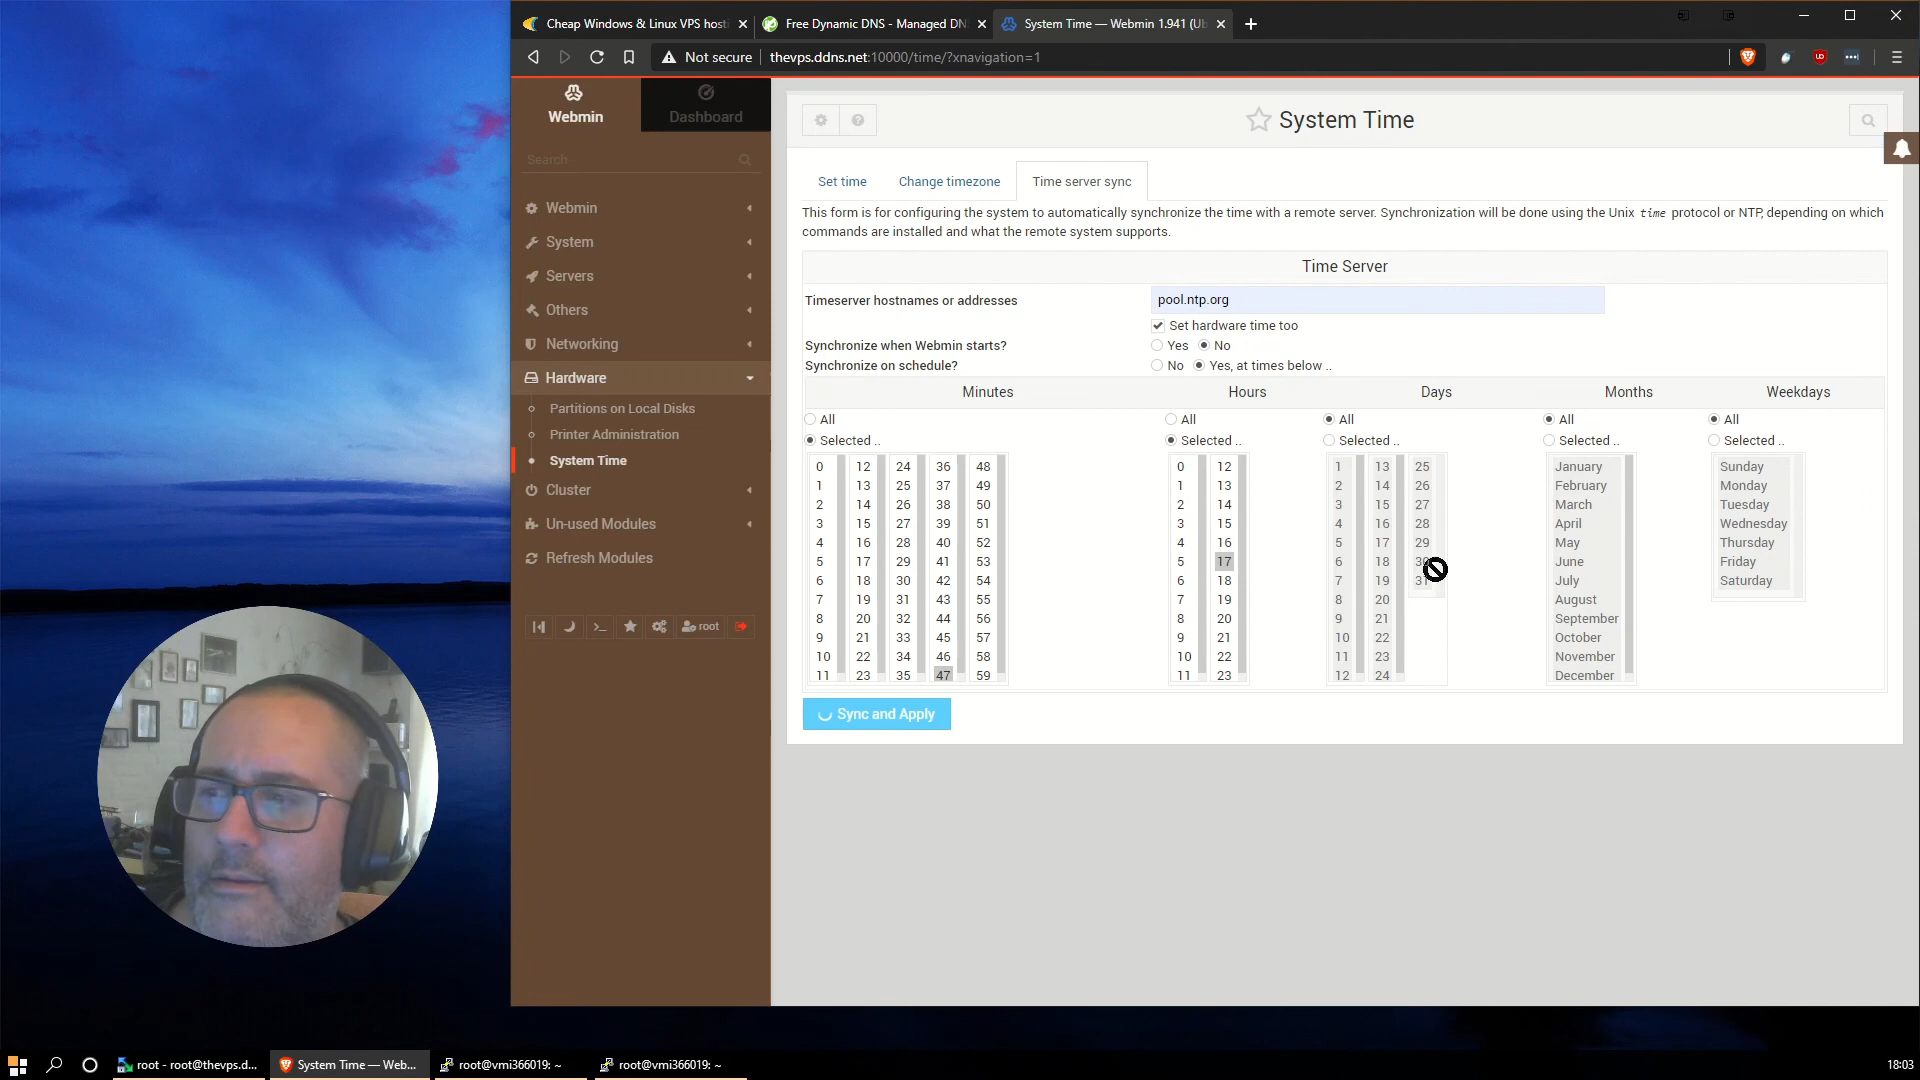 Cheap Windows & Linux VPS hosti
Free Dynamic DNS - Managed DN
System Time — Webmin 1.941 (Ub
Not secure
thevps.ddns.net:10000/time/?xnavigation=1
Webmin
Dashboard
Search
Webmin
System
Servers
Others
Networking
Hardware
Partitions on Local Disks
Printer Administration
System Time
Cluster
Un-used Modules
Refresh Modules
root
System Time
Set time
Change timezone
Time server sync
This form is for configuring the system to automatically synchronize the time with a remote server. Synchronization will be done using the Unix time protocol or NTP, depending on which
commands are installed and what the remote system supports.
Time Server
Timeserver hostnames or addresses
pool.ntp.org
Set hardware time too
Synchronize when Webmin starts? Yes No
Synchronize on schedule? No Yes, at times below ..
Minutes Hours Days Months Weekdays
All All All All All
Selected .. Selected .. Selected .. Selected .. Selected ..
0 12 24 36 48 0 12 1 13 25 January Sunday
1 13 25 37 49 1 13 2 14 26 February Monday
2 14 26 38 50 2 14 3 15 27 March Tuesday
3 15 27 39 51 3 15 4 16 28 April Wednesday
4 16 28 40 52 4 16 5 17 29 May Thursday
5 17 29 41 53 5 17 6 18 30 June Friday
6 18 30 42 54 6 18 7 19 31 July Saturday
7 19 31 43 55 7 19 8 20 August
8 20 32 44 56 8 20 9 21 September
9 21 33 45 57 9 21 10 22 October
10 22 34 46 58 10 22 11 23 November
11 23 35 47 59 11 23 12 24 December
Sync and Apply
root - root@thevps.d...
System Time — Web...
root@vmi366019: ~
root@vmi366019: ~
18:03